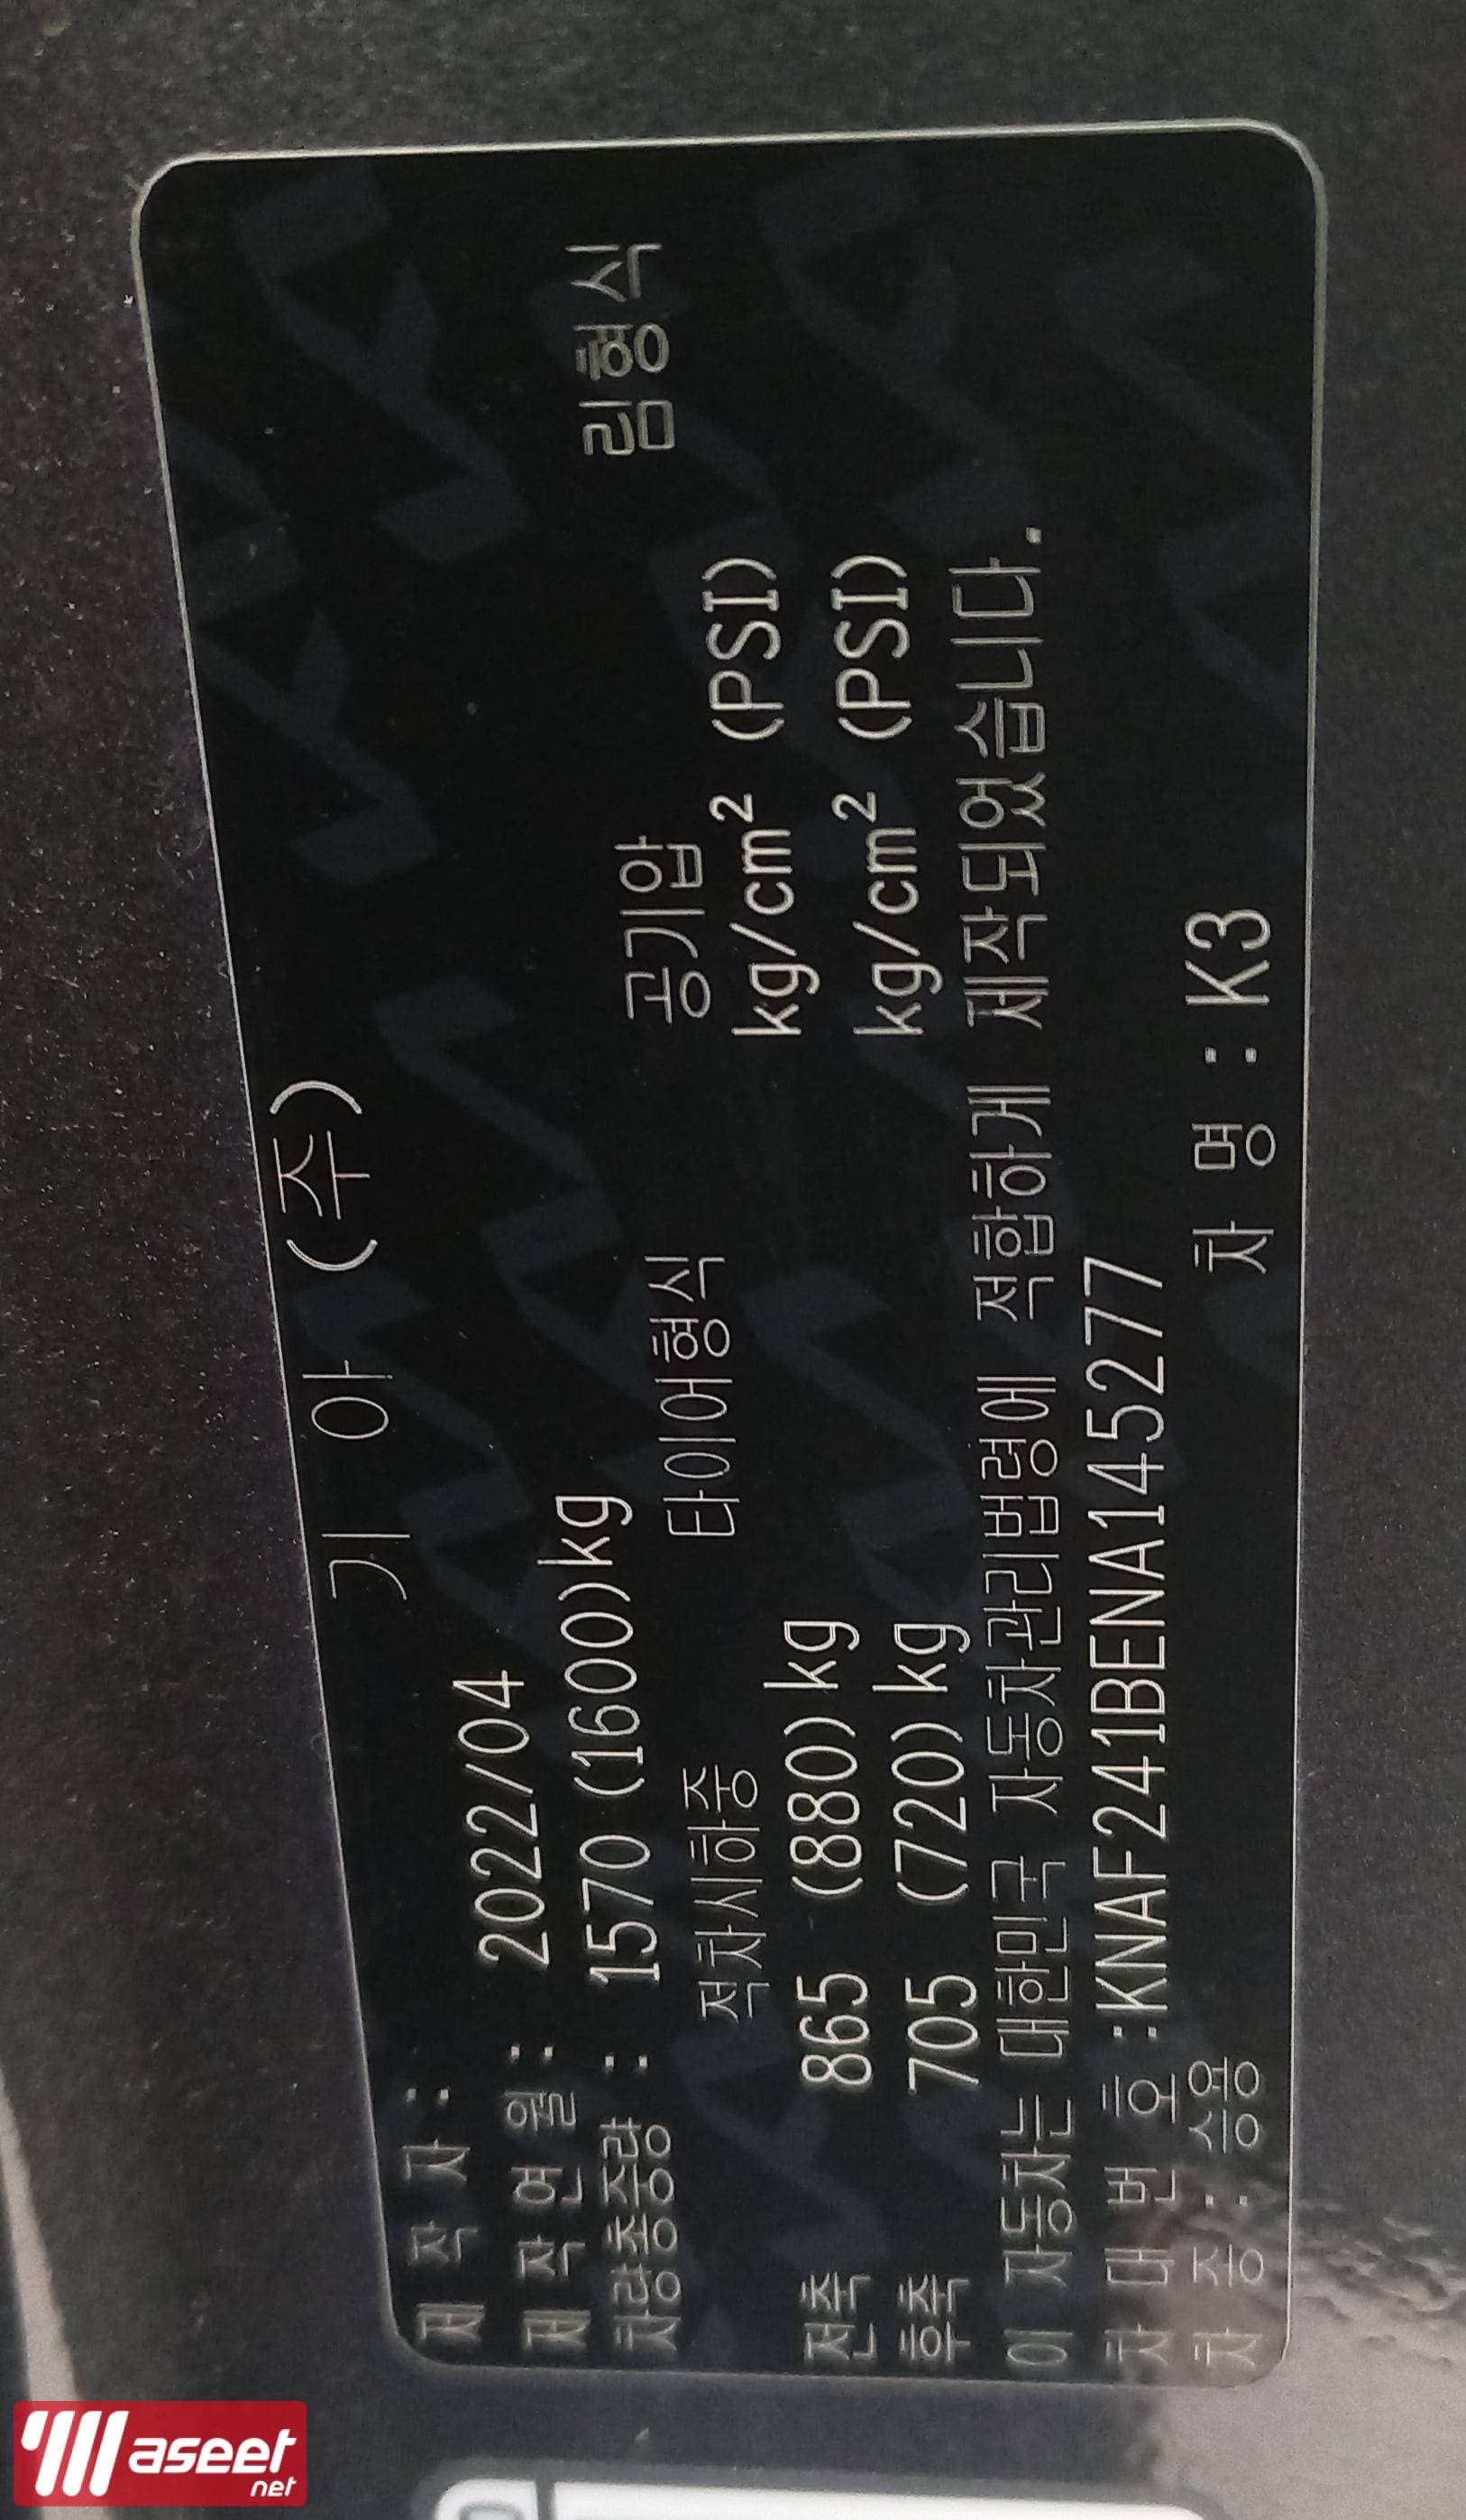 제 작 자 : 기 아 (주)
제 작 연 월 : 2022/04
차량총중량 : 1570 (1600)kg
적차시하중 타이어형식 공기압 림형식
전축 865 (880)kg kg/cm² (PSI)
후축 705 (720)kg kg/cm² (PSI)
이 자동차는 대한민국 자동차관리법령에 적합하게 제작되었습니다.
차 대 번 호 :KNAF241BENA145277
차 종 : 승용 차 명 : K3
aseet
net